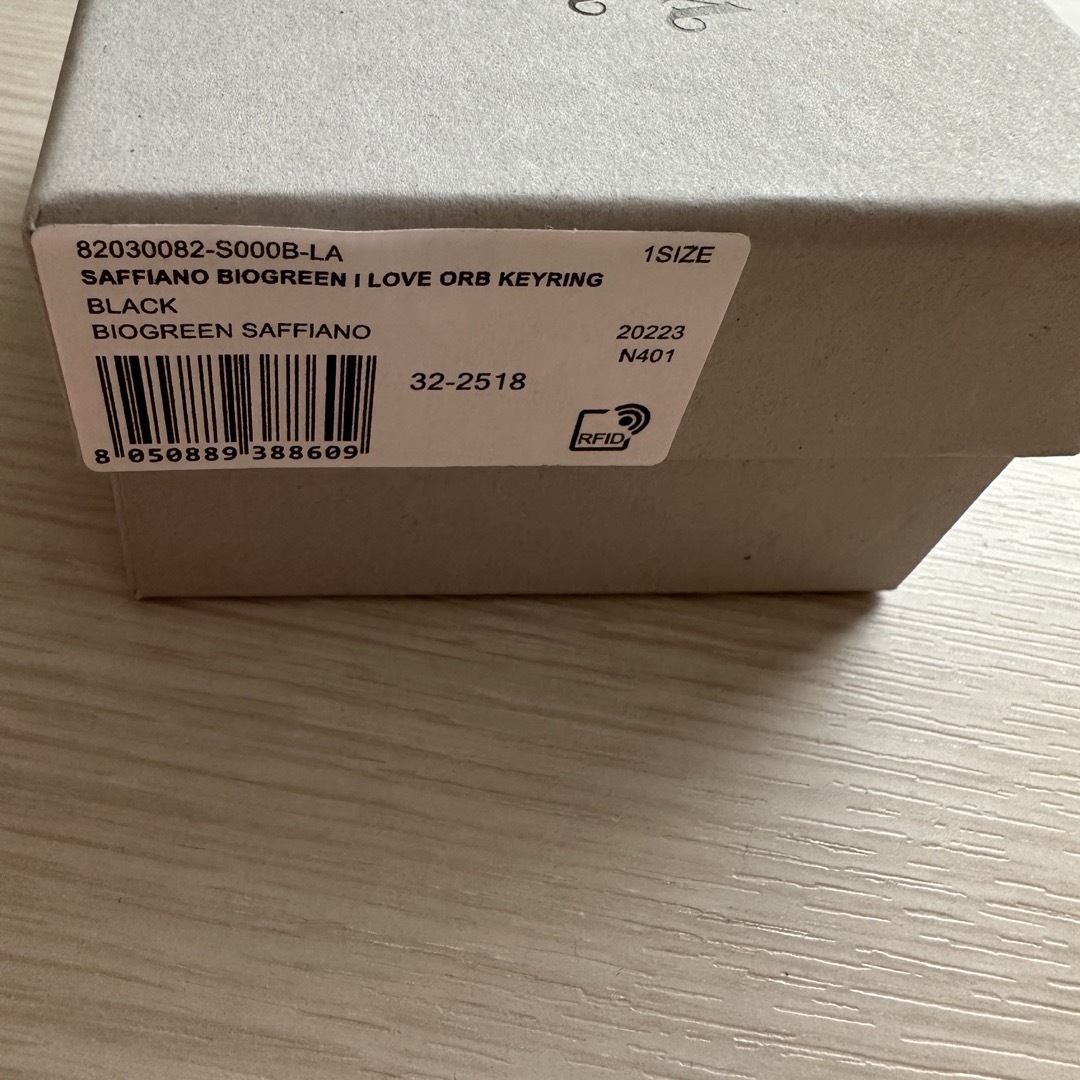 82030082-S000B-LA 1SIZE
SAFFIANO BIOGREEN I LOVE ORB KEYRING
BLACK
BIOGREEN SAFFIANO 20223
N401
32-2518
RFID
8 050889 388609